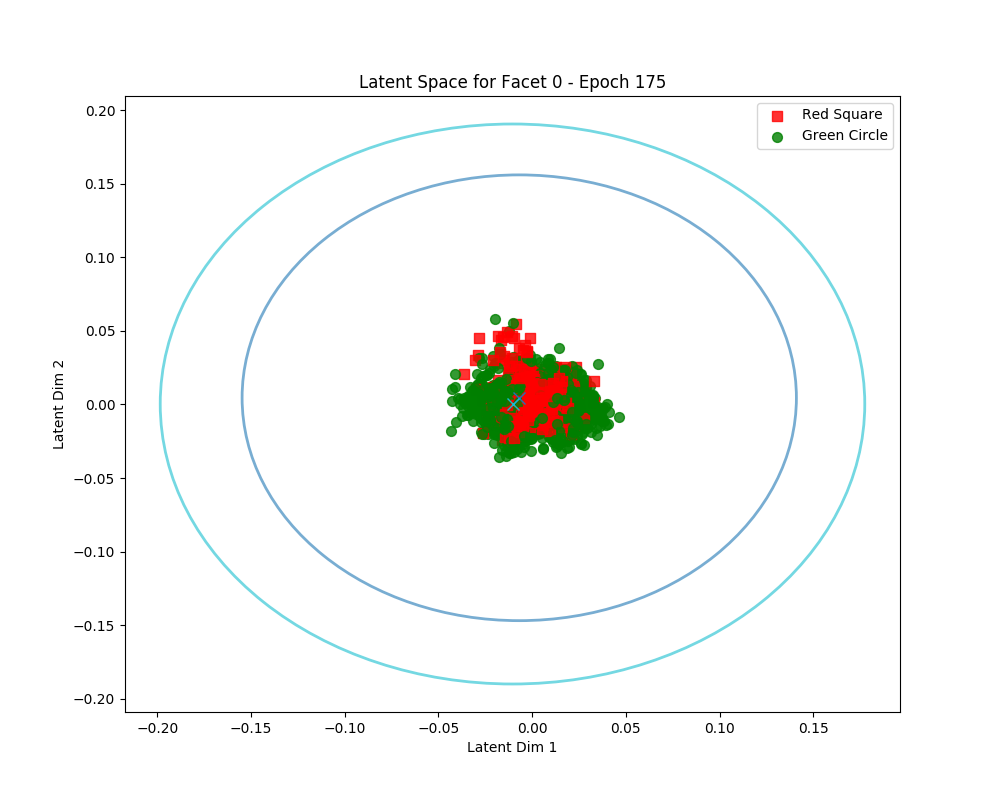 Latent Space for Facet 0 - Epoch 175
Red Square
Green Circle
0.20
0.15
0.10
0.05
0.00
−0.05
−0.10
−0.15
−0.20
Latent Dim 2
−0.20 −0.15 −0.10 −0.05 0.00 0.05 0.10 0.15
Latent Dim 1